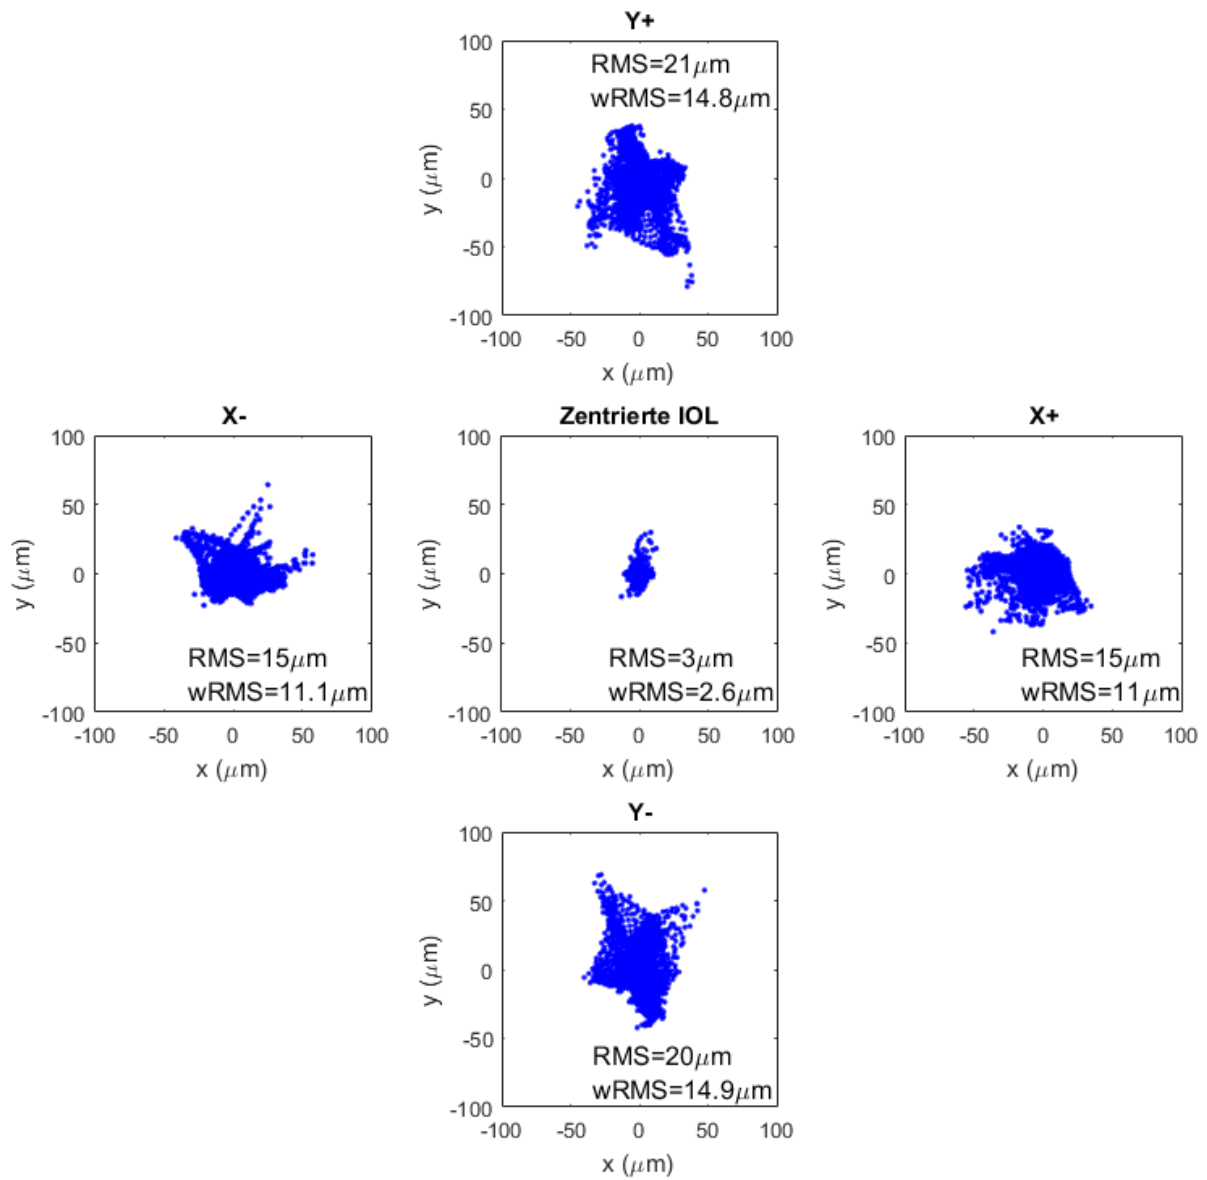 Y+
100
RMS=21μm
wRMS=14.8μm
50
y (μm)
0
-50
-100
-100 -50 0 50 100
x (μm)
X-
100
50
y (μm)
0
-50
RMS=15μm
wRMS=11.1μm
-100
-100 -50 0 50 100
x (μm)
Zentrierte IOL
100
50
y (μm)
0
-50
RMS=3μm
wRMS=2.6μm
-100
-100 -50 0 50 100
x (μm)
X+
100
50
y (μm)
0
-50
RMS=15μm
wRMS=11μm
-100
-100 -50 0 50 100
x (μm)
Y-
100
50
y (μm)
0
-50
RMS=20μm
wRMS=14.9μm
-100
-100 -50 0 50 100
x (μm)